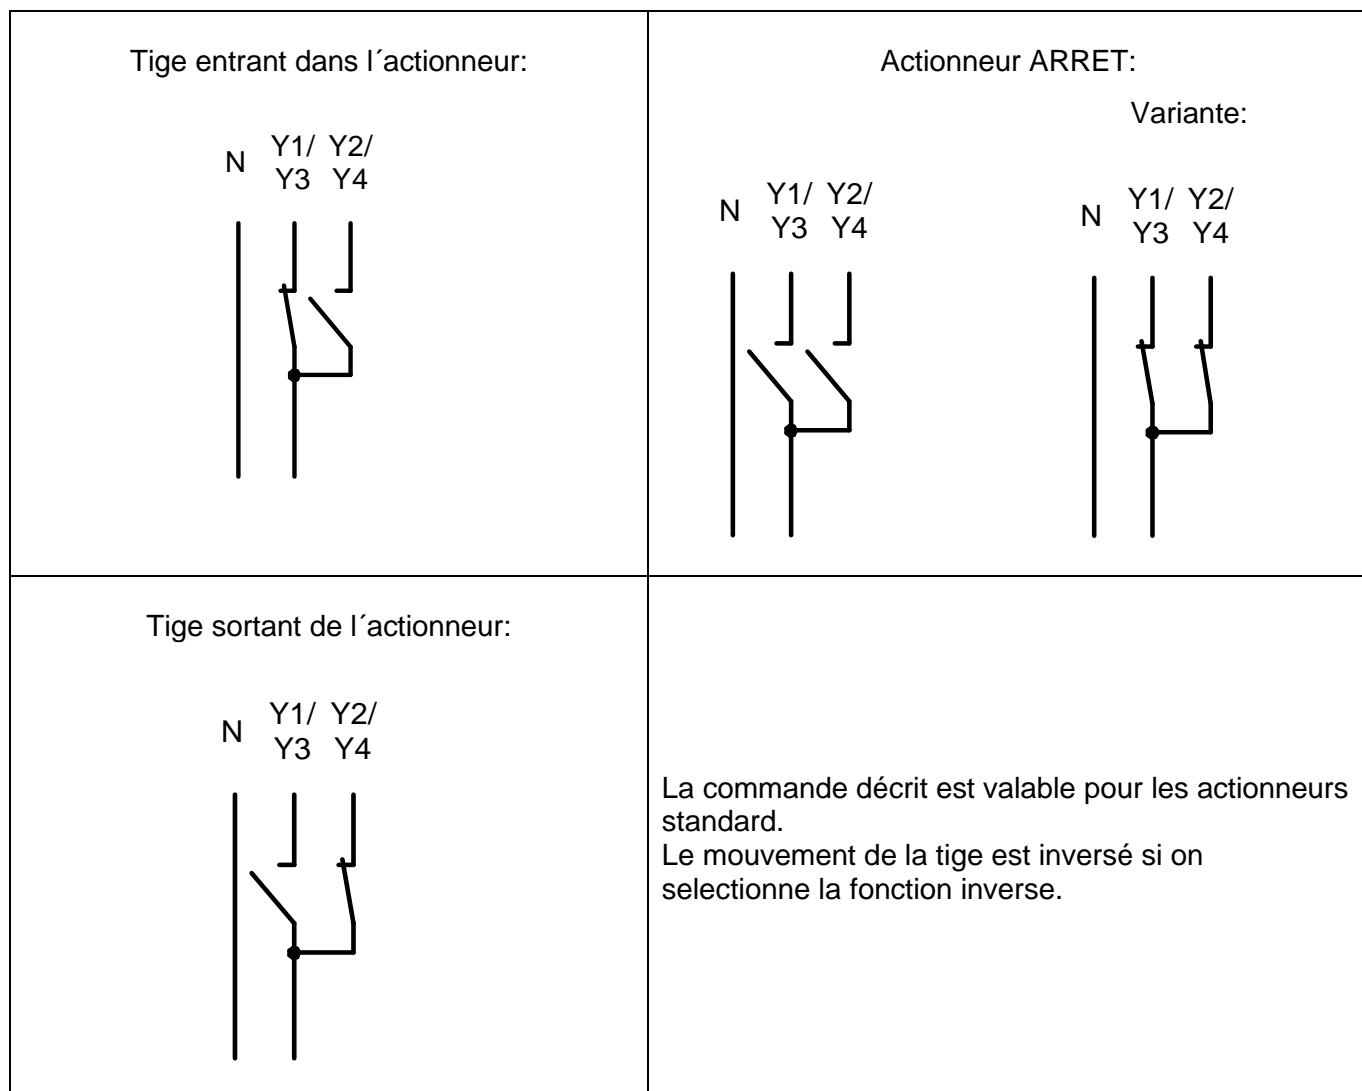 Tige entrant dans l´actionneur:
N Y1/ Y2/
Y3 Y4
Actionneur ARRET:
Variante:
N Y1/ Y2/
Y3 Y4
N Y1/ Y2/
Y3 Y4
Tige sortant de l´actionneur:
N Y1/ Y2/
Y3 Y4
La commande décrit est valable pour les actionneurs
standard.
Le mouvement de la tige est inversé si on
selectionne la fonction inverse.